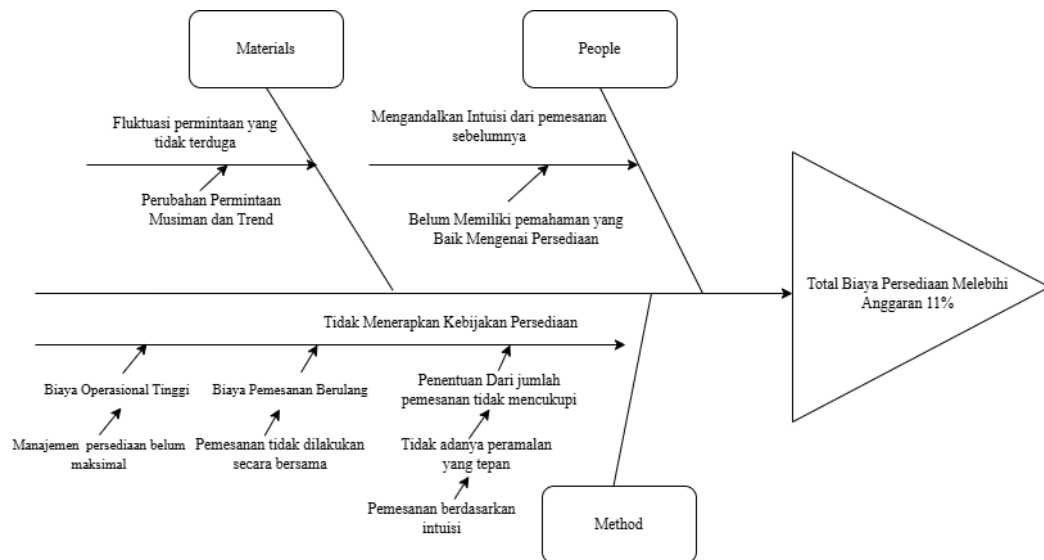 Materials
People
Fluktuasi permintaan yang
tidak terduga
Mengandalkan Intuisi dari pemesanan
sebelumnya
Perubahan Permintaan
Musiman dan Trend
Belum Memiliki pemahaman yang
Baik Mengenai Persediaan
Total Biaya Persediaan Melebihi
Anggaran 11%
Tidak Menerapkan Kebijakan Persediaan
Biaya Operasional Tinggi
Biaya Pemesanan Berulang
Penentuan Dari jumlah
pemesanan tidak mencukupi
Manajemen persediaan belum
maksimal
Pemesanan tidak dilakukan
secara bersama
Tidak adanya peramalan
yang tepan
Pemesanan berdasarkan
intuisi
Method